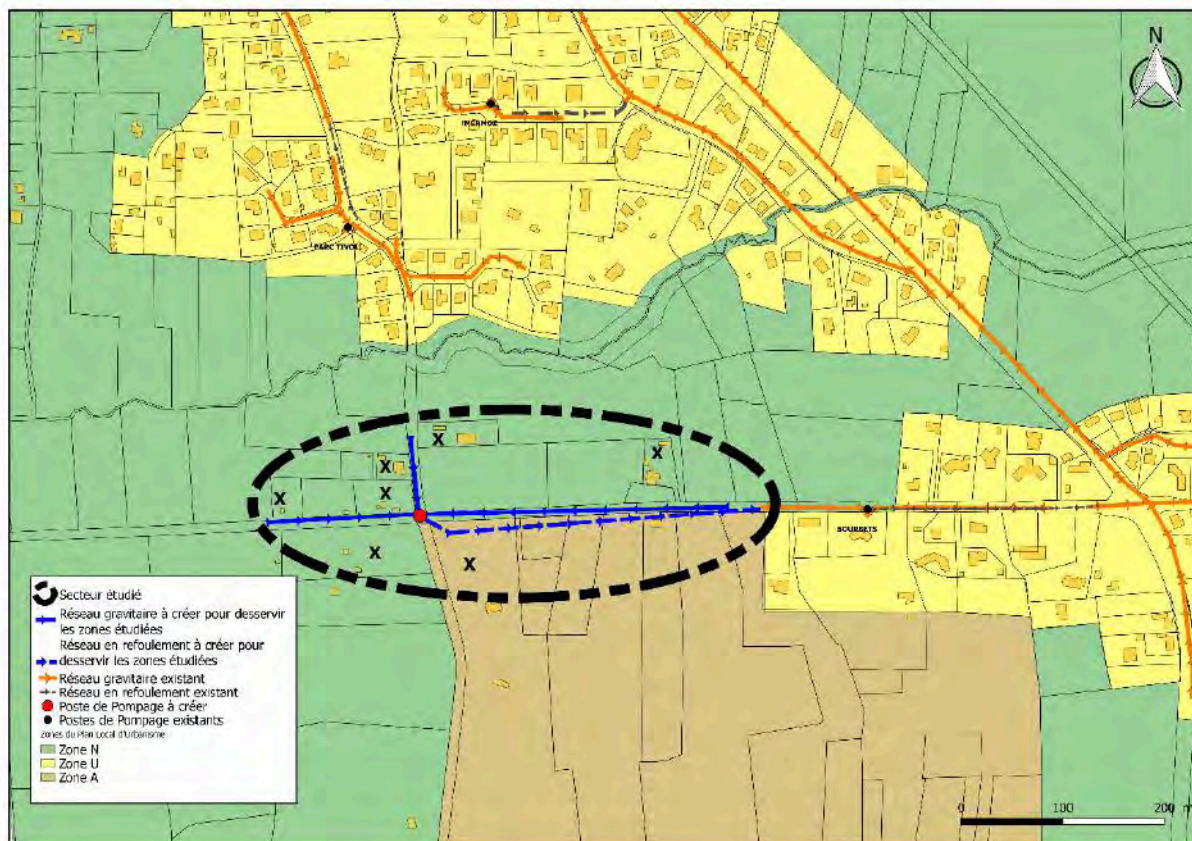 N
MERMOZ
PARC TIVOLI
X
X
X
X
X
BOURRETS
X
X
Secteur étudié
Réseau gravitaire à créer pour desservir
les zones étudiées
Réseau en refoulement à créer pour
desservir les zones étudiées
Réseau gravitaire existant
Réseau en refoulement existant
Poste de Pompage à créer
Postes de Pompage existants
Zones du Plan Local d'Urbanisme
Zone N
Zone U
Zone A
0 100 200 m